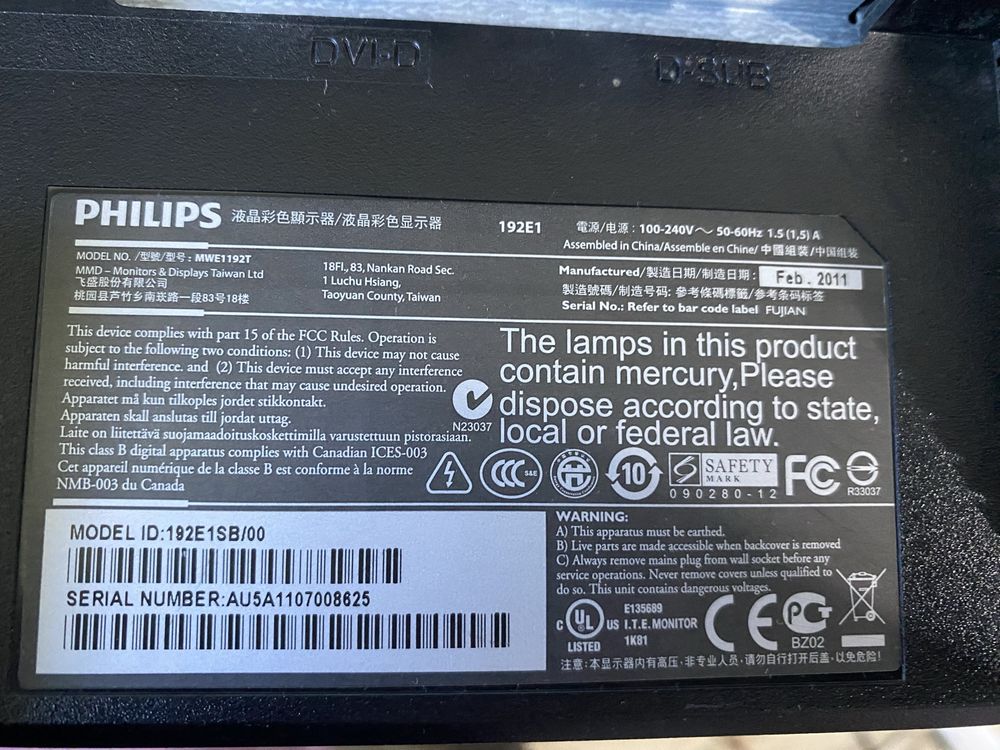 DVI-D
D-SUB
PHILIPS 液晶彩色顯示器/液晶彩色显示器
192E1
電源/电源: 100-240V～ 50-60Hz 1.5 (1,5) A
Assembled in China/Assemble en Chine/ 中國組裝/中国组装
MODEL NO. /型號/型号: MWE1192T
MMD – Monitors & Displays Taiwan Ltd
飞盛股份有限公司
桃园县芦竹乡南崁路一段83号18楼
18Fl., 83, Nankan Road Sec.
1 Luchu Hsiang,
Taoyuan County, Taiwan
Manufactured/製造日期/制造日期: Feb. 2011
製造號碼/制造号码: 參考條碼標籤/参考条码标签
Serial No.: Refer to bar code label FUJIAN
This device complies with part 15 of the FCC Rules. Operation is
subject to the following two conditions: (1) This device may not cause
harmful interference. and (2) This device must accept any interference
received, including interference that may cause undesired operation.
Apparatet må kun tilkoples jordet stikkontakt.
Apparaten skall anslutas till jordat uttag.
Laite on liitettävä suojamaadoituskoskettimilla varustettuun pistorasiaan.
This class B digital apparatus complies with Canadian ICES-003
Cet appareil numérique de la classe B est conforme à la norme
NMB-003 du Canada
N23037
The lamps in this product
contain mercury,Please
dispose according to state,
local or federal law.
CCC S&E
10
S SAFETY
MARK
090280-12
FC
R33037
MODEL ID:192E1SB/00
SERIAL NUMBER:AU5A1107008625
WARNING:
A) This apparatus must be earthed.
B) Live parts are made accessible when backcover is removed
C) Always remove mains plug from wall socket before any
service operations. Never remove covers unless qualified to
do so. This unit contains dangerous voltages.
C UL US
LISTED
E135689
I.T.E. MONITOR
1K81
CE
PCT
BZ02
注意:本显示器内有高压,非专业人员,请勿自行打开后盖,以免危险!